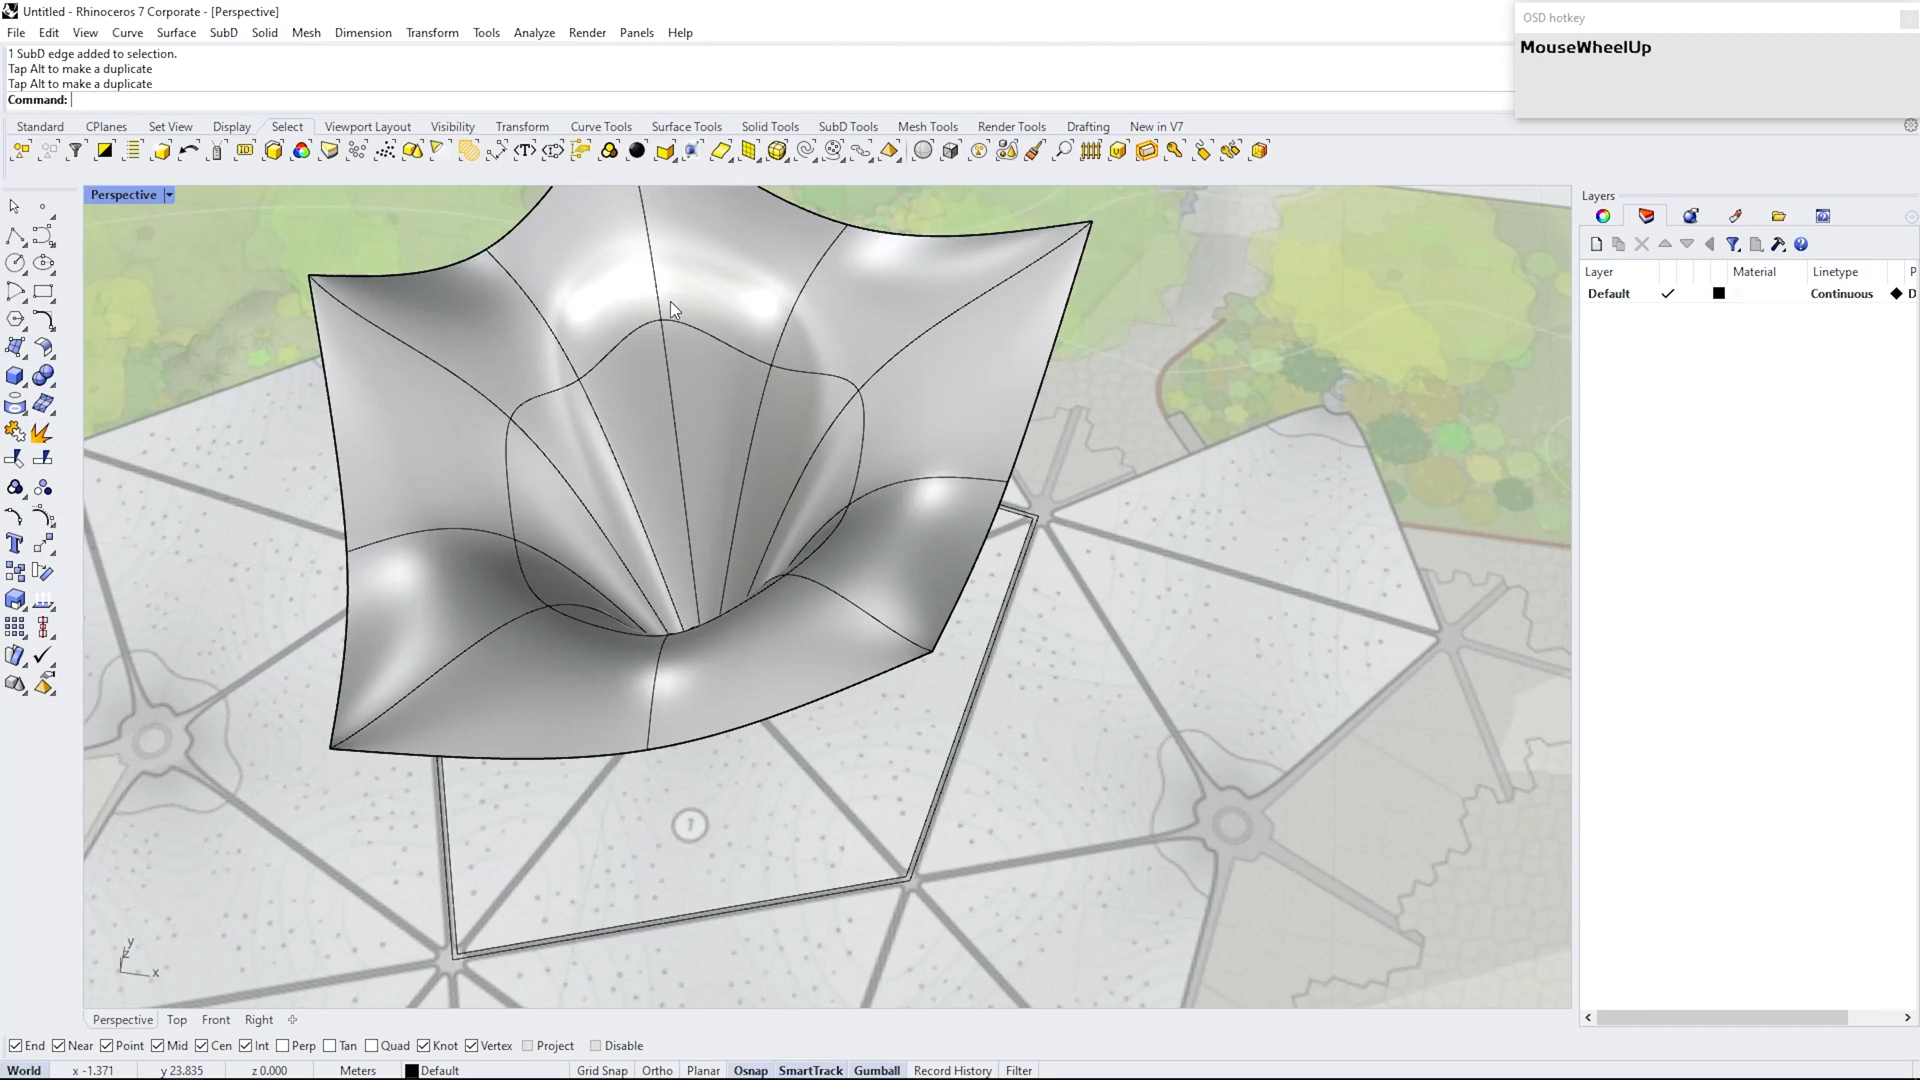 Untitled - Rhinoceros 7 Corporate - [Perspective]
OSD hotkey
MouseWheelUp
File Edit View Curve Surface SubD Solid Mesh Dimension Transform Tools Analyze Render Panels Help
1 SubD edge added to selection.
Tap Alt to make a duplicate
Tap Alt to make a duplicate
Command:
Standard CPlanes Set View Display Select Viewport Layout Visibility Transform Curve Tools Surface Tools Solid Tools SubD Tools Mesh Tools Render Tools Drafting New in V7
Perspective
Layers
Layer Material Linetype P
Default Continuous D
7
y
z
x
Perspective Top Front Right
End Near Point Mid Cen Int Perp Tan Quad Knot Vertex Project Disable
World x -1.371 y 23.835 z 0.000 Meters Default Grid Snap Ortho Planar Osnap SmartTrack Gumball Record History Filter